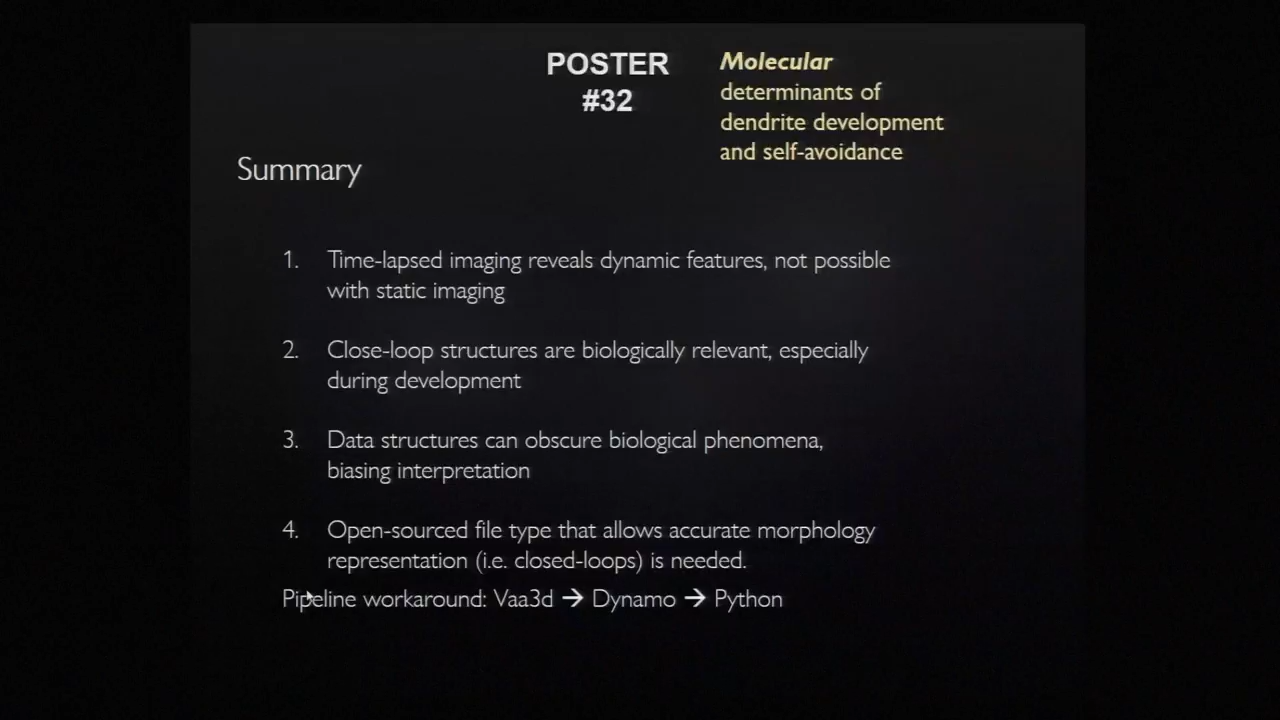 POSTER
#32
Molecular
determinants of
dendrite development
and self-avoidance
Summary
1. Time-lapsed imaging reveals dynamic features, not possible
with static imaging
2. Close-loop structures are biologically relevant, especially
during development
3. Data structures can obscure biological phenomena,
biasing interpretation
4. Open-sourced file type that allows accurate morphology
representation (i.e. closed-loops) is needed.
Pipeline workaround: Vaa3d → Dynamo → Python